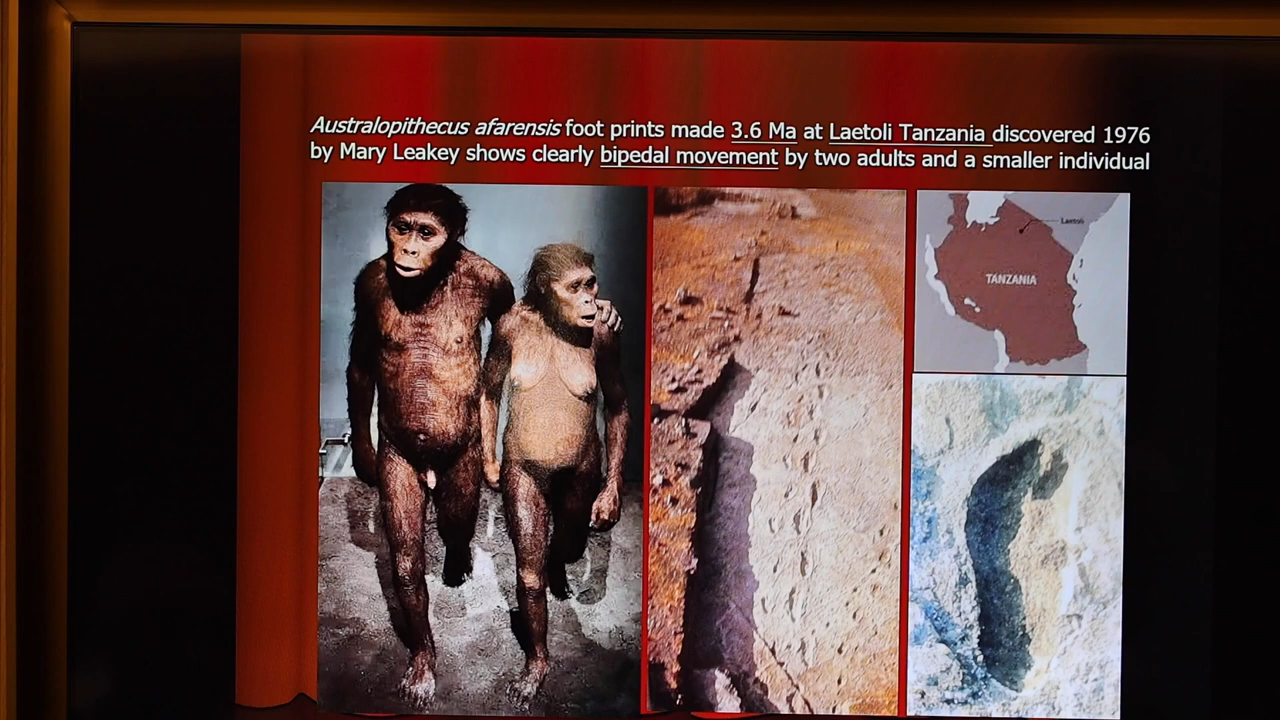 Australopithecus afarensis foot prints made 3.6 Ma at Laetoli Tanzania discovered 1976
by Mary Leakey shows clearly bipedal movement by two adults and a smaller individual
Laetoli
TANZANIA